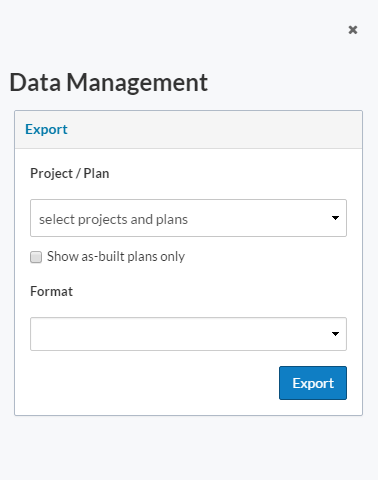 Data Management
Export
Project / Plan
select projects and plans
Show as-built plans only
Format
Export